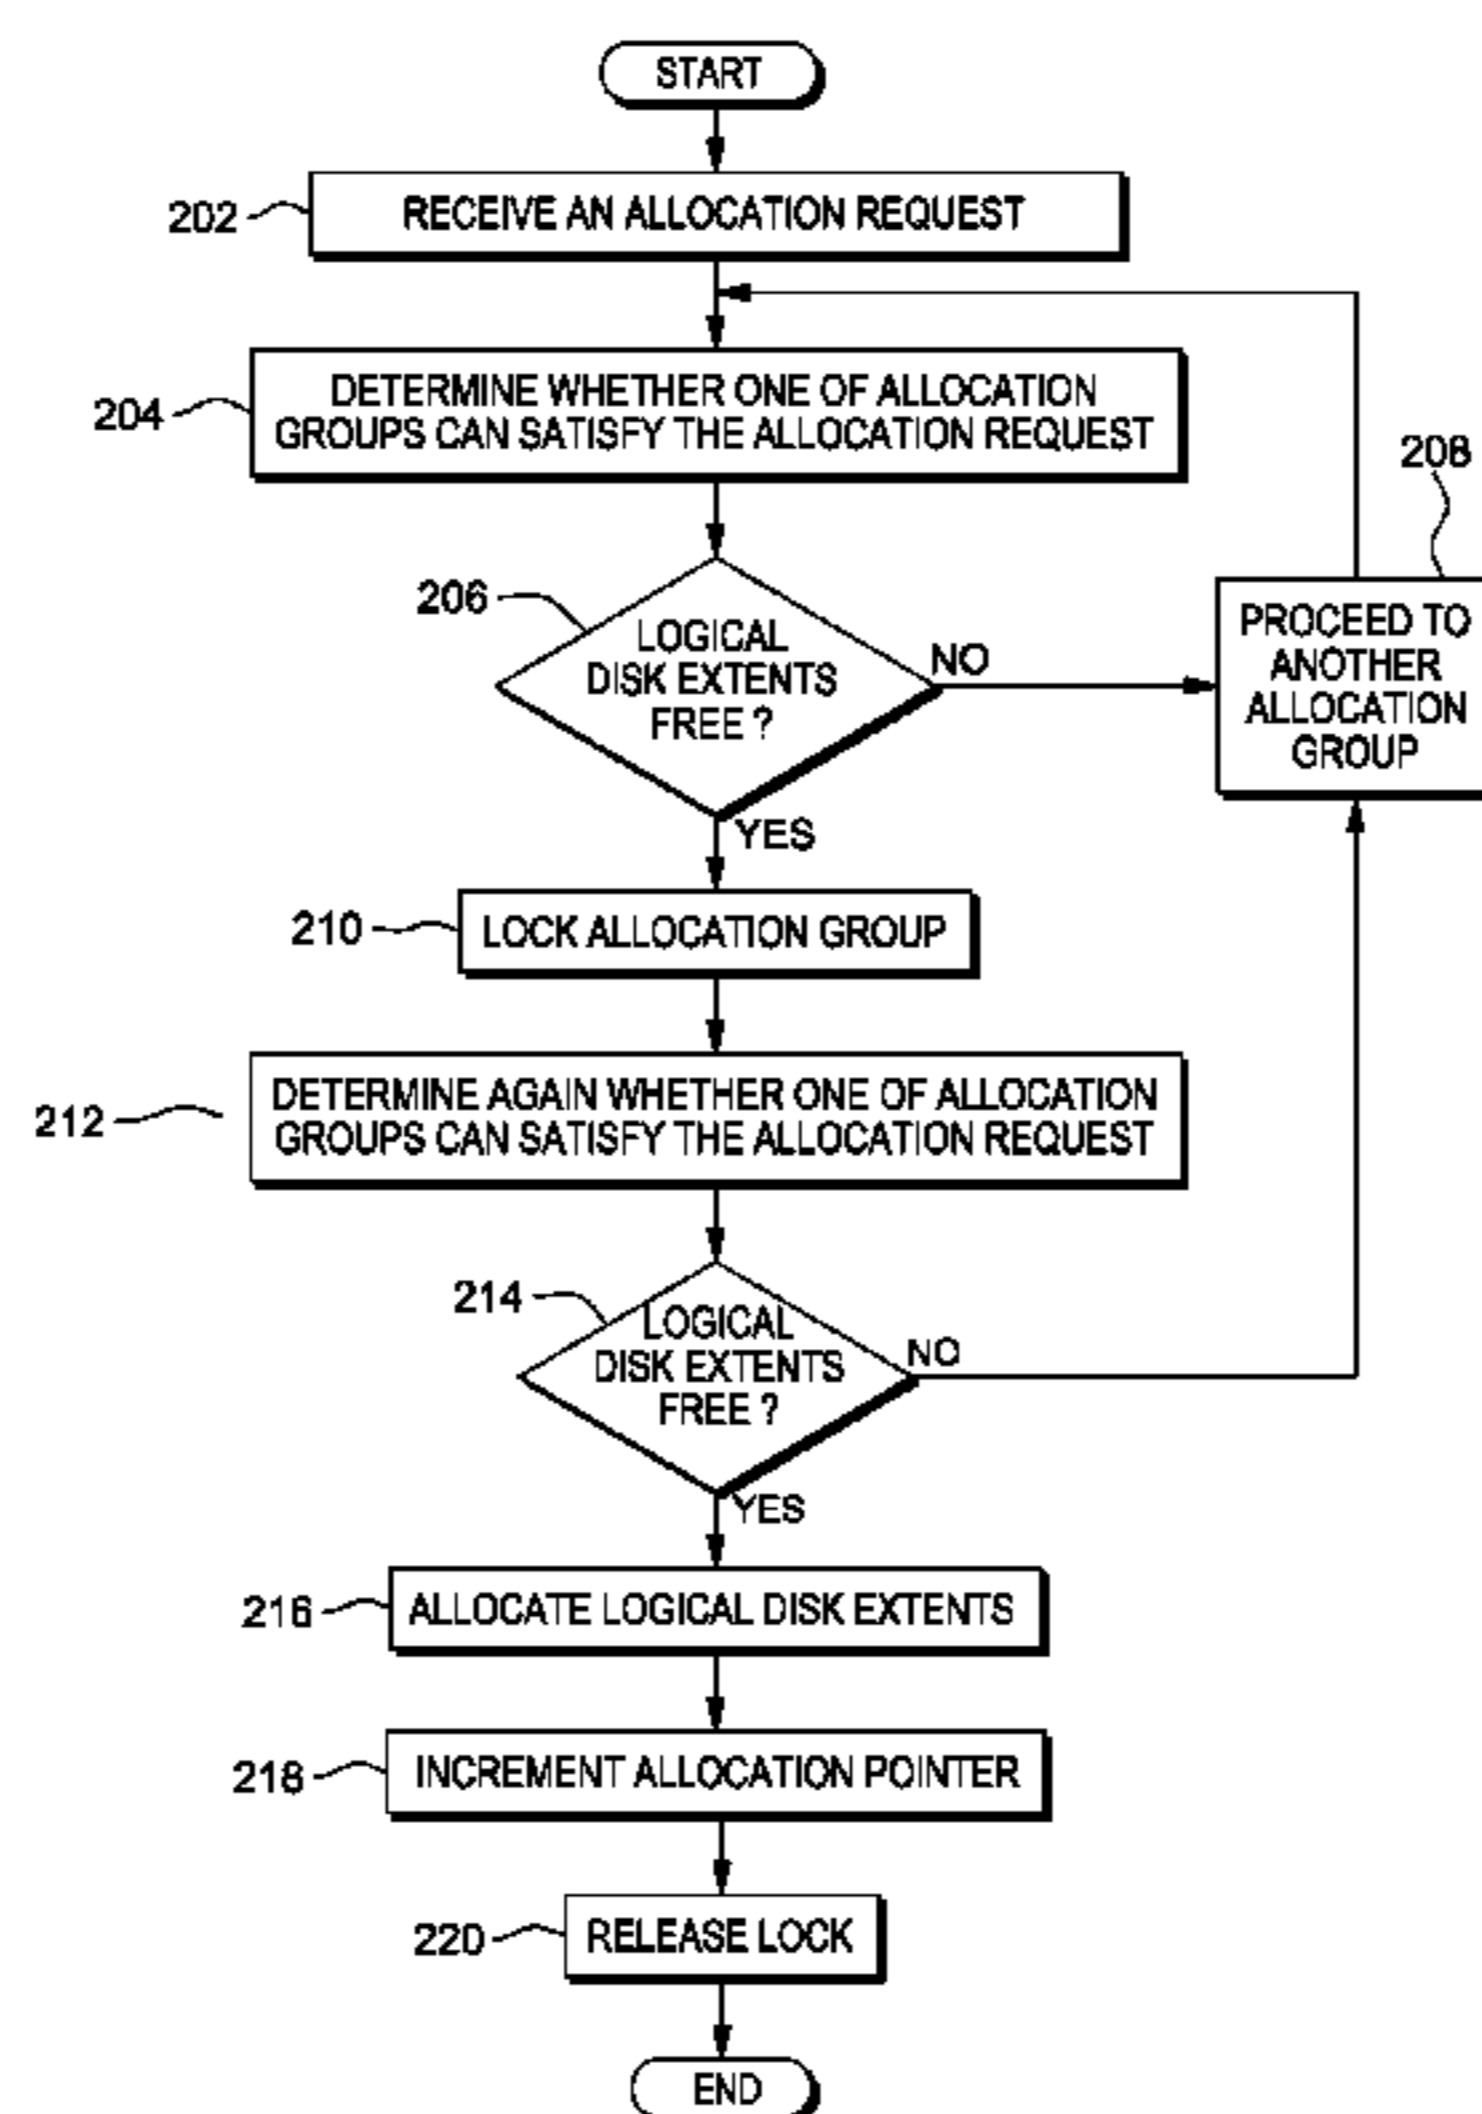 START
202
RECEIVE AN ALLOCATION REQUEST
204
DETERMINE WHETHER ONE OF ALLOCATION
GROUPS CAN SATISFY THE ALLOCATION REQUEST
208
206
LOGICAL
DISK EXTENTS
FREE ?
NO
PROCEED TO
ANOTHER
ALLOCATION
GROUP
YES
210
LOCK ALLOCATION GROUP
212
DETERMINE AGAIN WHETHER ONE OF ALLOCATION
GROUPS CAN SATISFY THE ALLOCATION REQUEST
214
LOGICAL
DISK EXTENTS
FREE ?
NO
YES
216
ALLOCATE LOGICAL DISK EXTENTS
218
INCREMENT ALLOCATION POINTER
220
RELEASE LOCK
END